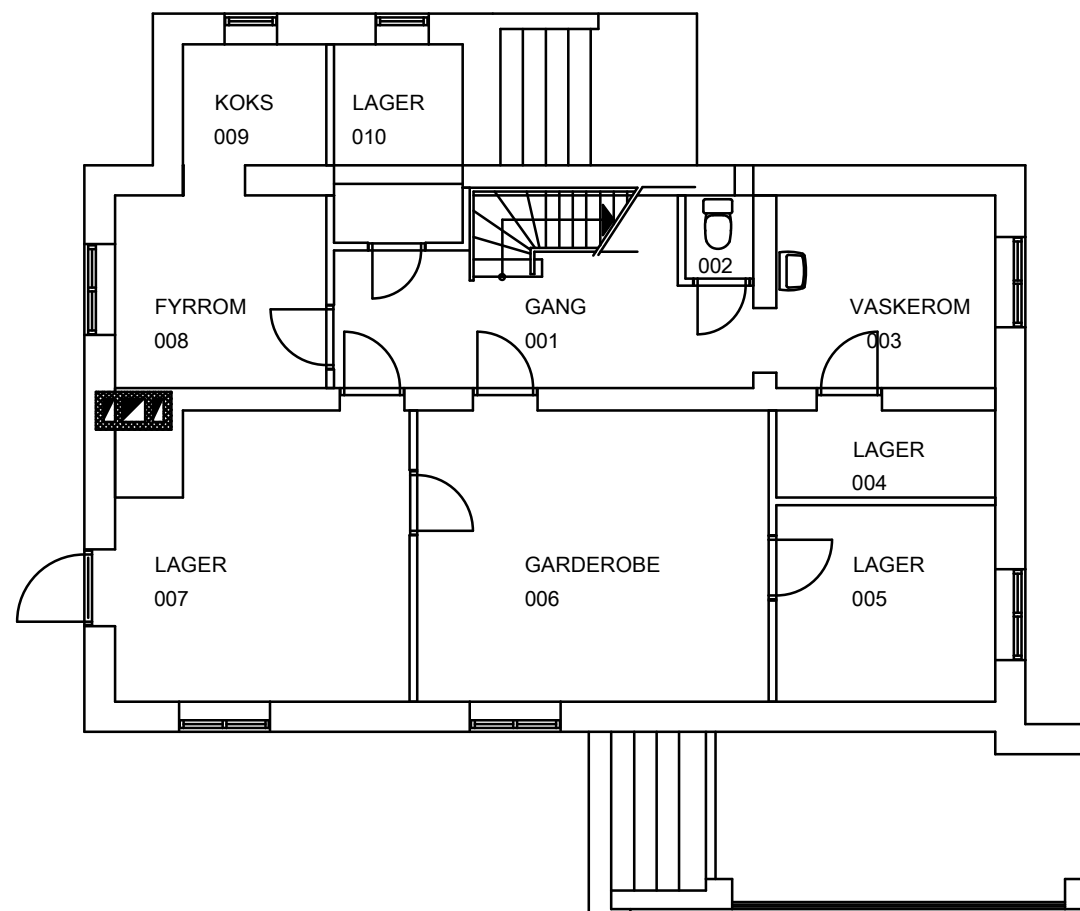 KOKS
009
LAGER
010
FYRROM
008
GANG
001
002
VASKEROM
003
LAGER
004
LAGER
007
GARDEROBE
006
LAGER
005